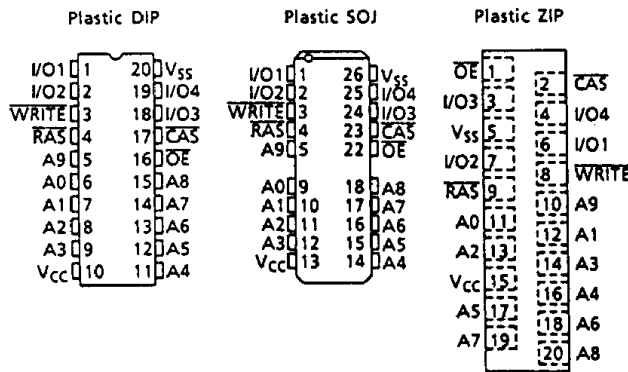 Plastic DIP Plastic SOJ Plastic ZIP
I/O1 1 20 VSS
I/O2 2 19 I/O4
WRITE 3 18 I/O3
RAS 4 17 CAS
A9 5 16 OE
A0 6 15 A8
A1 7 14 A7
A2 8 13 A6
A3 9 12 A5
VCC 10 11 A4
I/O1 1 26 VSS
I/O2 2 25 I/O4
WRITE 3 24 I/O3
RAS 4 23 CAS
A9 5 22 OE
A0 9 18 A8
A1 10 17 A7
A2 11 16 A6
A3 12 15 A5
VCC 13 14 A4
OE 1
2 CAS
I/O3 3
4 I/O4
VSS 5
6 I/O1
I/O2 7
8 WRITE
RAS 9
10 A9
A0 11
12 A1
A2 13
14 A3
VCC 15
16 A4
A5 17
18 A6
A7 19
20 A8